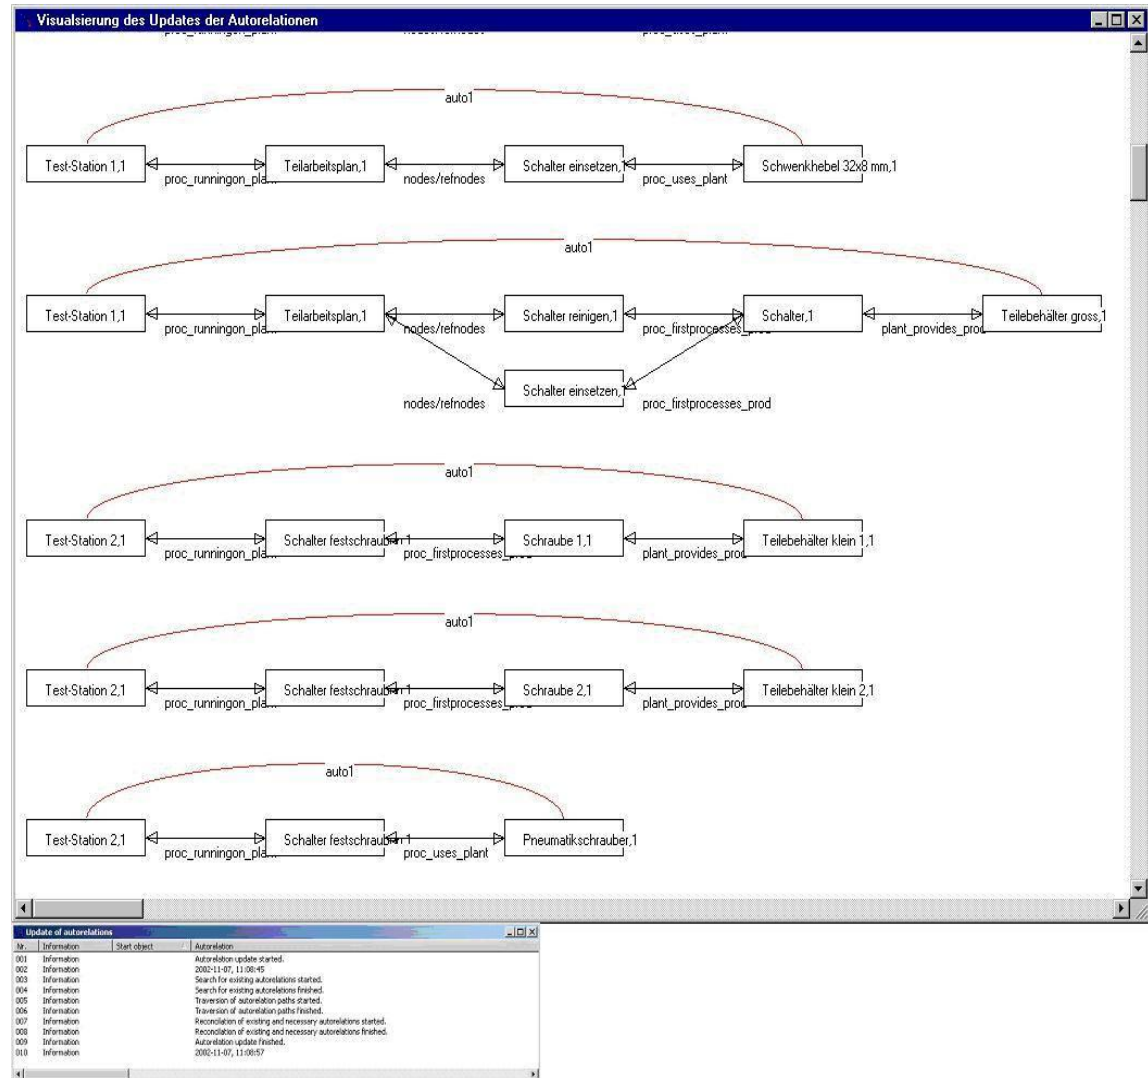 Visualsierung des Updates der Autorelationen
proc_runningon_plant nodes/refnodes
auto1
Test-Station 1,1 Teilarbeitsplan,1 Schalter einsetzen,1 Schwenkhebel 32x8 mm,1
proc_runningon_plant nodes/refnodes proc_uses_plant
auto1
Test-Station 1,1 Teilarbeitsplan,1 Schalter reinigen,1 Schalter,1 Teilebehälter gross,1
proc_runningon_plant nodes/refnodes proc_firstprocesses_prod plant_provides_prod
Schalter einsetzen,1
nodes/refnodes proc_firstprocesses_prod
auto1
Test-Station 2,1 Schalter festschrauben 1 Schraube 1,1 Teilebehälter klein 1,1
proc_runningon_plant proc_firstprocesses_prod plant_provides_prod
auto1
Test-Station 2,1 Schalter festschrauben 1 Schraube 2,1 Teilebehälter klein 2,1
proc_runningon_plant proc_firstprocesses_prod plant_provides_prod
auto1
Test-Station 2,1 Schalter festschrauben 1 Pneumatikschrauber,1
proc_runningon_plant proc_uses_plant
Update of autorelations
Nr. Information Start object Autorelation
001 Information Autorelation update started.
002 Information 2002-11-07, 11:08:45
003 Information Search for existing autorelations started.
004 Information Search for existing autorelations finished.
005 Information Traversion of autorelation paths started.
006 Information Traversion of autorelation paths finished.
007 Information Reconcilation of existing and necessary autorelations started.
008 Information Reconcilation of existing and necessary autorelations finished.
009 Information Autorelation update finished.
010 Information 2002-11-07, 11:08:57